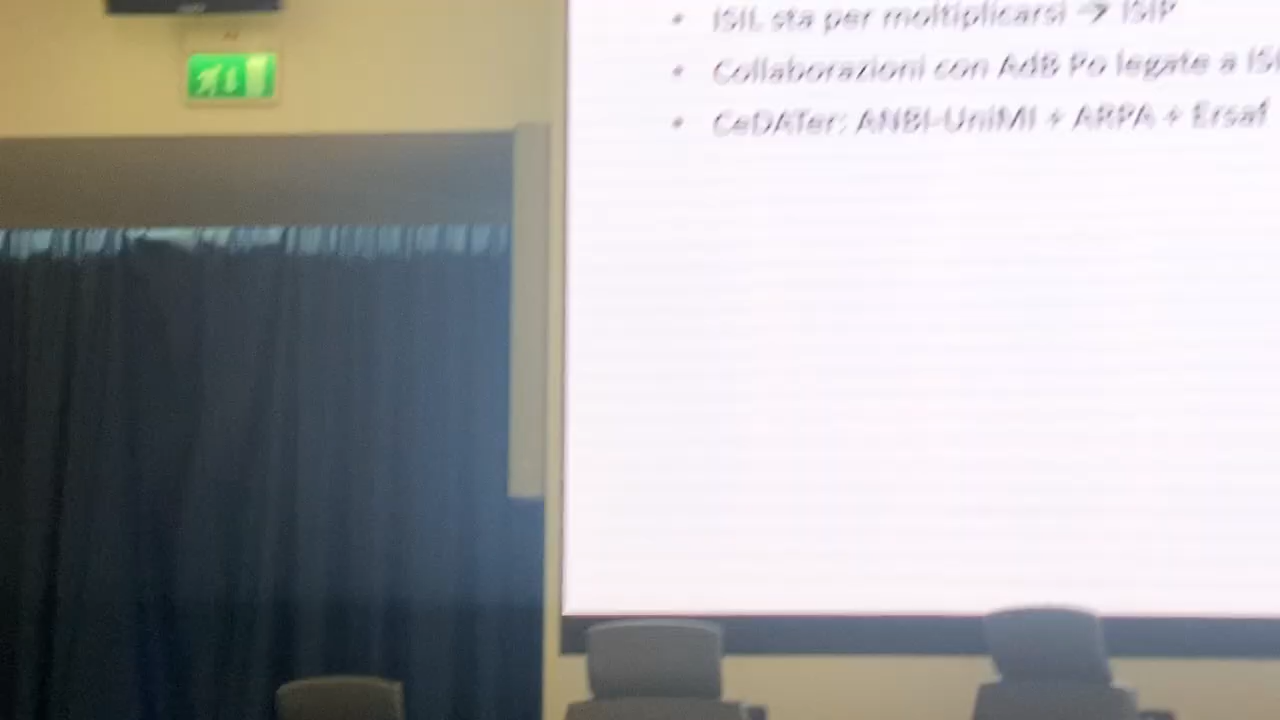 • ISIL sta per moltiplicarsi → ISIP
• Collaborazioni con AdB Po legate a
• CeDATer: ANBI-UniMI + ARPA + Ersaf